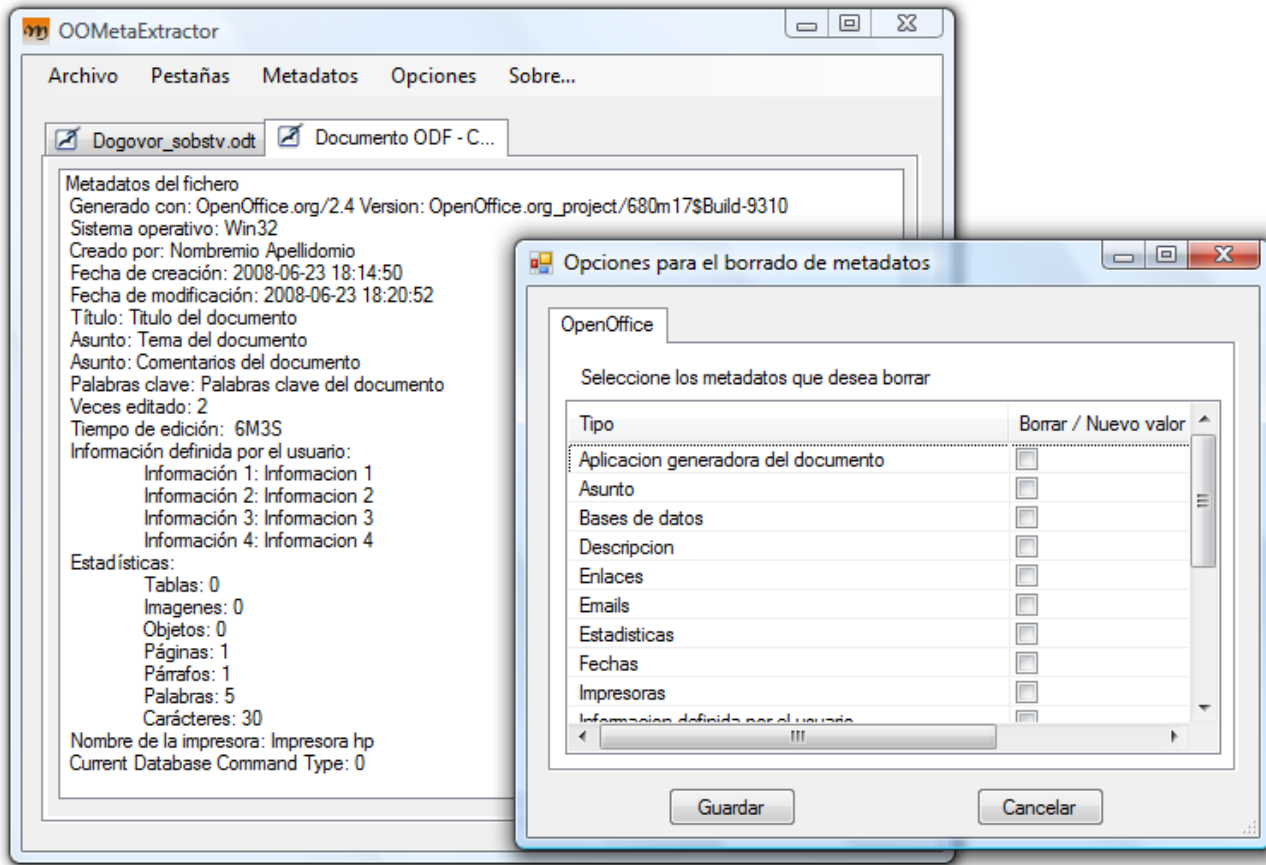 OOMetaExtractor
Archivo Pestañas Metadatos Opciones Sobre...
Dogovor_sobstv.odt Documento ODF - C...
Metadatos del fichero
Generado con: OpenOffice.org/2.4 Version: OpenOffice.org_project/680m17$Build-9310
Sistema operativo: Win32
Creado por: Nombremio Apellidomio
Fecha de creación: 2008-06-23 18:14:50
Fecha de modificación: 2008-06-23 18:20:52
Título: Titulo del documento
Asunto: Tema del documento
Asunto: Comentarios del documento
Palabras clave: Palabras clave del documento
Veces editado: 2
Tiempo de edición: 6M3S
Información definida por el usuario:
Información 1: Informacion 1
Información 2: Informacion 2
Información 3: Informacion 3
Información 4: Informacion 4
Estadísticas:
Tablas: 0
Imagenes: 0
Objetos: 0
Páginas: 1
Párrafos: 1
Palabras: 5
Carácteres: 30
Nombre de la impresora: Impresora hp
Current Database Command Type: 0
Opciones para el borrado de metadatos
OpenOffice
Seleccione los metadatos que desea borrar
Tipo Borrar / Nuevo valor
Aplicacion generadora del documento
Asunto
Bases de datos
Descripcion
Enlaces
Emails
Estadisticas
Fechas
Impresoras
Informacion definida por el usuario
Guardar Cancelar